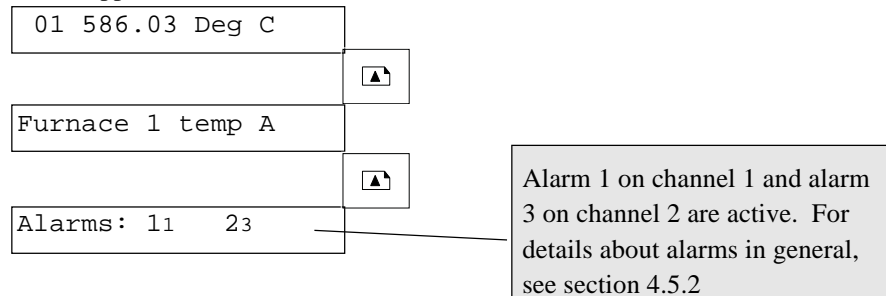 01 586.03 Deg C
Furnace 1 temp A
Alarms: 11 23
Alarm 1 on channel 1 and alarm
3 on channel 2 are active. For
details about alarms in general,
see section 4.5.2